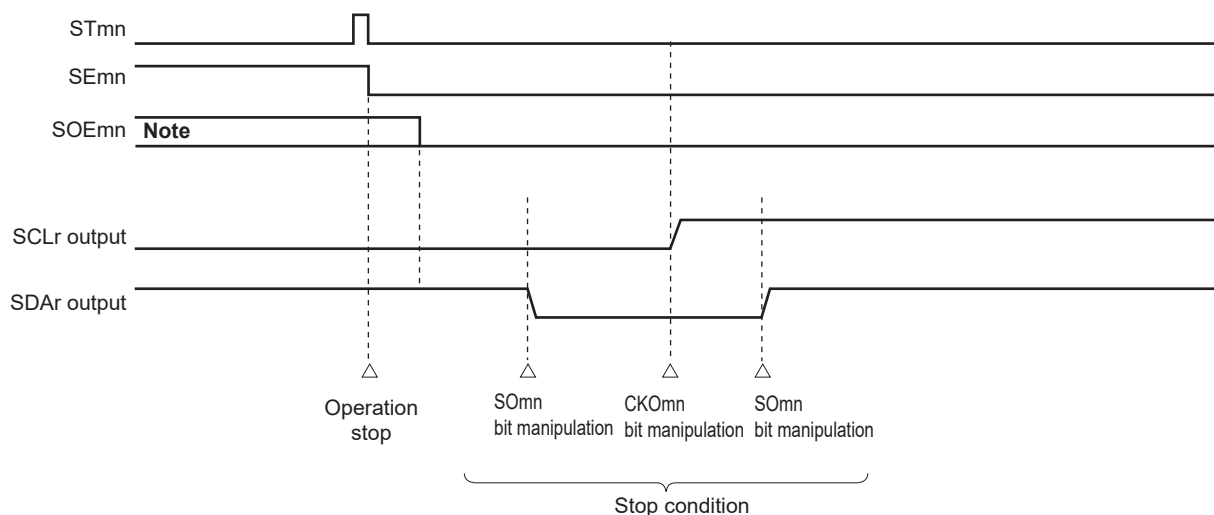 STmn
SEmn
SOEmn Note
SCLr output
SDAr output
Operation
stop
SOmn
bit manipulation
CKOmn
bit manipulation
SOmn
bit manipulation
Stop condition